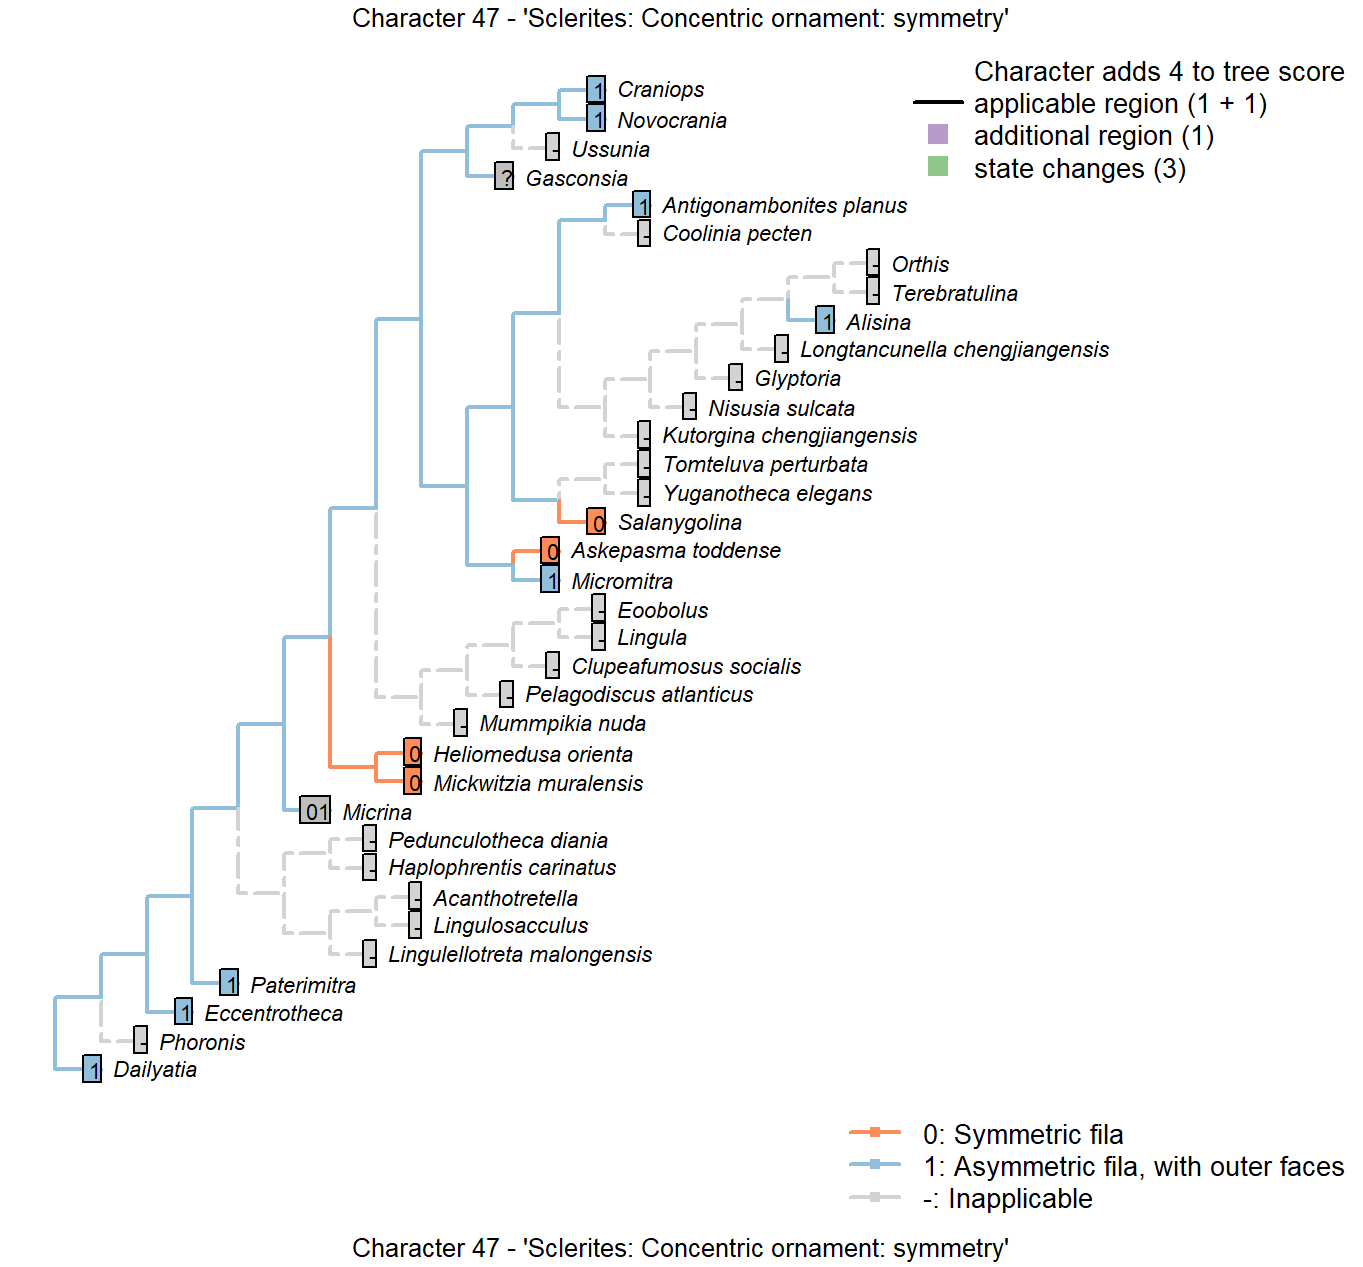 Character 47 - 'Sclerites: Concentric ornament: symmetry'
Character adds 4 to tree score
applicable region (1 + 1)
additional region (1)
state changes (3)
1 Craniops
1 Novocrania
- Ussunia
? Gasconsia
1 Antigonambonites planus
- Coolinia pecten
- Orthis
- Terebratulina
1 Alisina
- Longtancunella chengjiangensis
- Glyptoria
- Nisusia sulcata
- Kutorgina chengjiangensis
- Tomteluva perturbata
- Yuganotheca elegans
0 Salanygolina
0 Askepasma toddense
1 Micromitra
- Eoobolus
- Lingula
- Clupeafumosus socialis
- Pelagodiscus atlanticus
- Mummpikia nuda
0 Heliomedusa orienta
0 Mickwitzia muralensis
01 Micrina
- Pedunculotheca diania
- Haplophrentis carinatus
- Acanthotretella
- Lingulosacculus
- Lingulellotreta malongensis
1 Paterimitra
1 Eccentrotheca
- Phoronis
1 Dailyatia
0: Symmetric fila
1: Asymmetric fila, with outer faces
-: Inapplicable
Character 47 - 'Sclerites: Concentric ornament: symmetry'